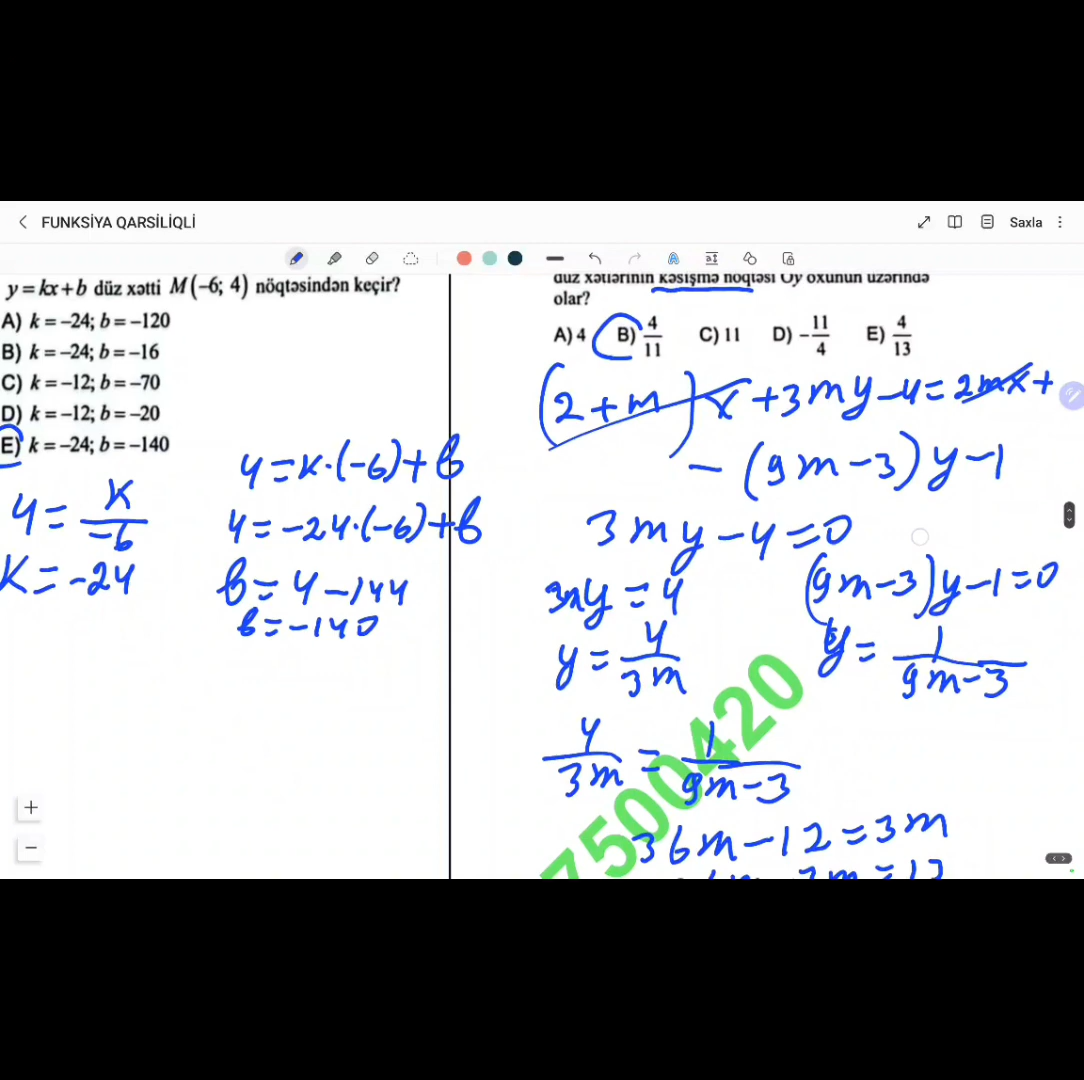 FUNKSİYA QARSİLİQLİ
Saxla
y = kx + b düz xətti M(–6; 4) nöqtəsindən keçir?
A) k = –24; b = –120
B) k = –24; b = –16
C) k = –12; b = –70
D) k = –12; b = –20
E) k = –24; b = –140
4 = K/-6
K = -24
4 = K·(-6)+b
4 = -24·(-6)+b
b = 4 - 144
b = -140
düz xətlərinin kəsişmə nöqtəsi Oy oxunun üzərində
olar?
A) 4 B) 4/11 C) 11 D) –11/4 E) 4/13
(2+m)x+3my-4=2mx+
-(9m-3)y-1
3my-4=0
3my=4
y=4/3m
(9m-3)y-1=0
y=1/9m-3
4/3m = 1/9m-3
36m-12=3m
7500420